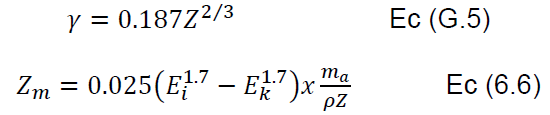 γ = 0.187Z^{2/3} Ec (G.5)
Z_m = 0.025(E_i^{1.7} − E_k^{1.7})x \frac{m_a}{ρZ} Ec (6.6)